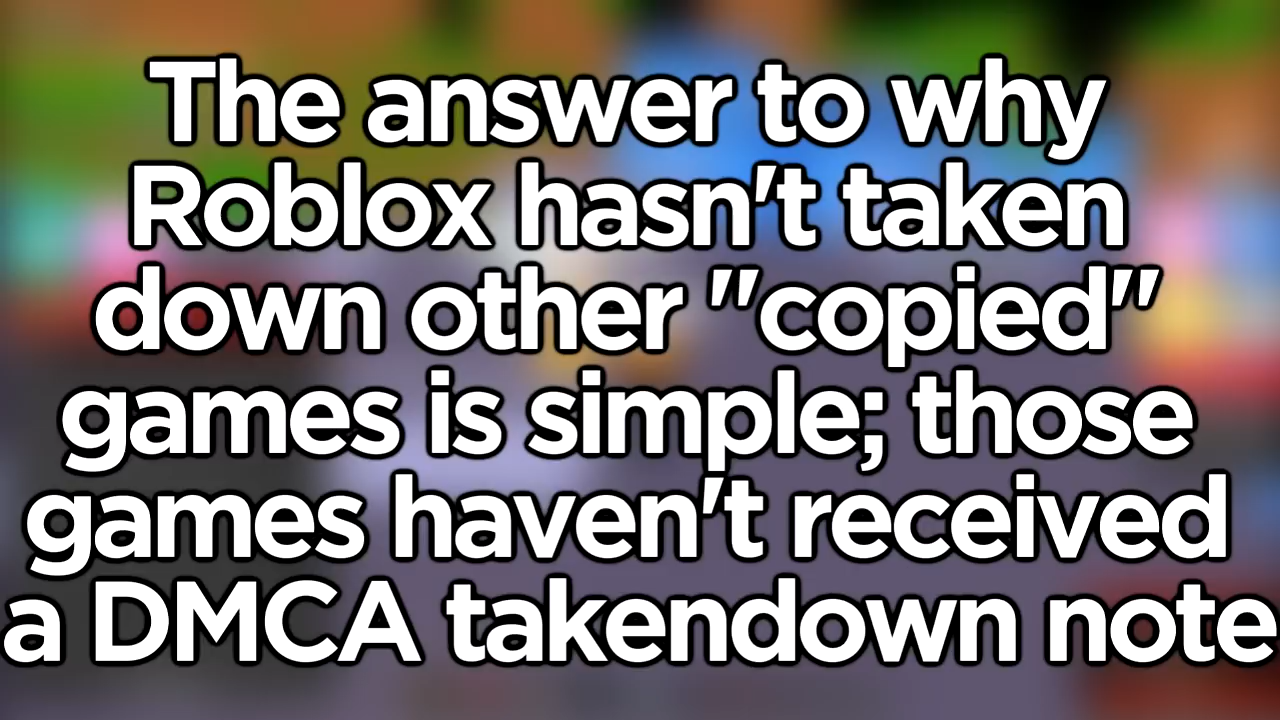 The answer to why
Roblox hasn't taken
down other "copied"
games is simple; those
games haven't received
a DMCA takendown note